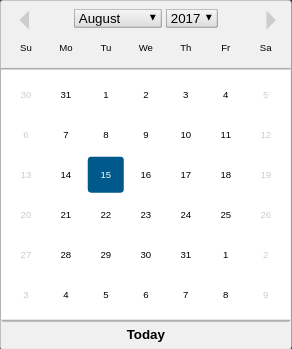 August 2017
Su Mo Tu We Th Fr Sa
30 31 1 2 3 4 5
6 7 8 9 10 11 12
13 14 15 16 17 18 19
20 21 22 23 24 25 26
27 28 29 30 31 1 2
3 4 5 6 7 8 9
Today